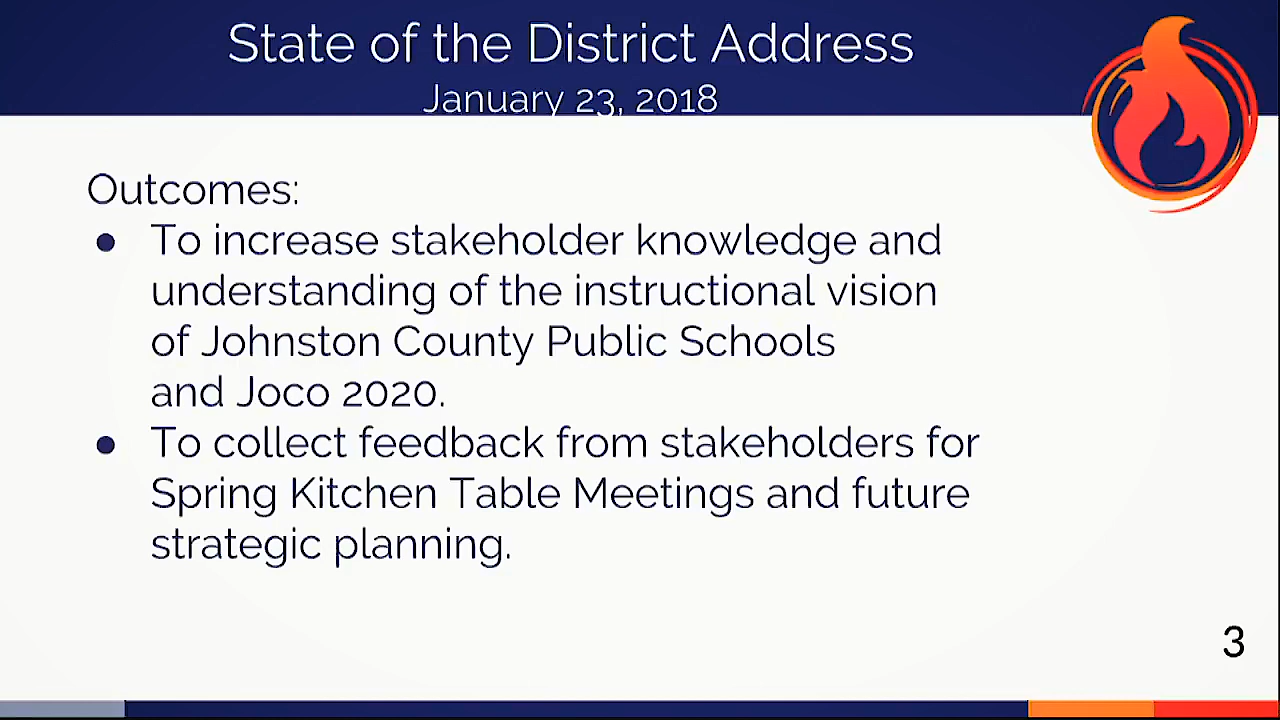 State of the District Address
January 23, 2018
Outcomes:
● To increase stakeholder knowledge and
understanding of the instructional vision
of Johnston County Public Schools
and Joco 2020.
● To collect feedback from stakeholders for
Spring Kitchen Table Meetings and future
strategic planning.
3